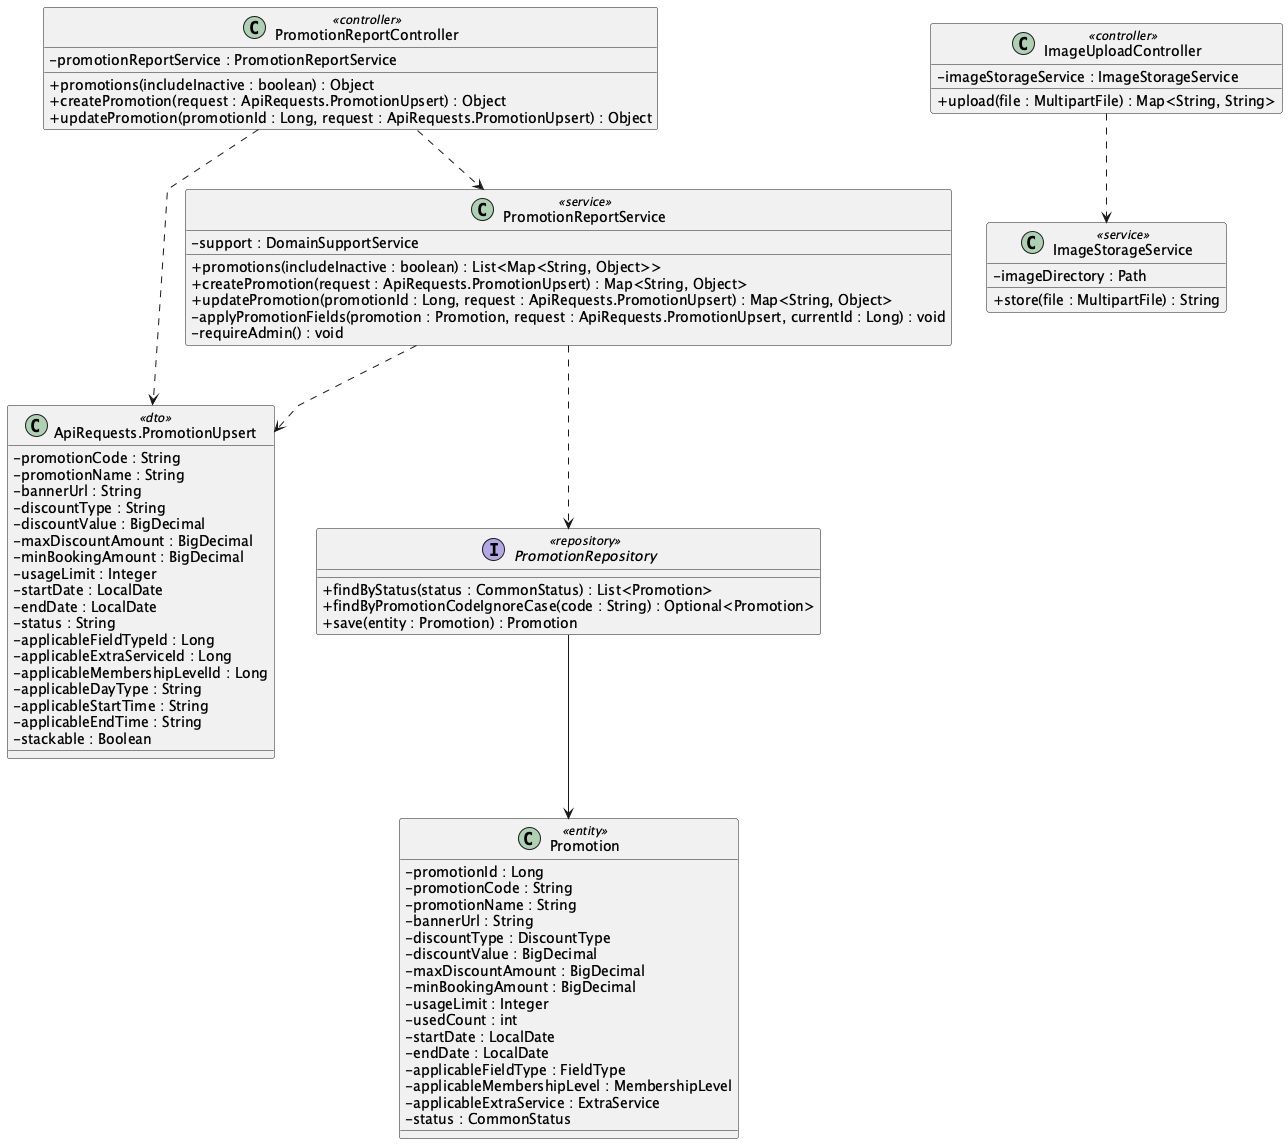 «controller»
C PromotionReportController
-promotionReportService : PromotionReportService
+promotions(includeInactive : boolean) : Object
+createPromotion(request : ApiRequests.PromotionUpsert) : Object
+updatePromotion(promotionId : Long, request : ApiRequests.PromotionUpsert) : Object
«controller»
C ImageUploadController
-imageStorageService : ImageStorageService
+upload(file : MultipartFile) : Map<String, String>
«service»
C PromotionReportService
-support : DomainSupportService
+promotions(includeInactive : boolean) : List<Map<String, Object>>
+createPromotion(request : ApiRequests.PromotionUpsert) : Map<String, Object>
+updatePromotion(promotionId : Long, request : ApiRequests.PromotionUpsert) : Map<String, Object>
-applyPromotionFields(promotion : Promotion, request : ApiRequests.PromotionUpsert, currentId : Long) : void
-requireAdmin() : void
«service»
C ImageStorageService
-imageDirectory : Path
+store(file : MultipartFile) : String
«dto»
C ApiRequests.PromotionUpsert
-promotionCode : String
-promotionName : String
-bannerUrl : String
-discountType : String
-discountValue : BigDecimal
-maxDiscountAmount : BigDecimal
-minBookingAmount : BigDecimal
-usageLimit : Integer
-startDate : LocalDate
-endDate : LocalDate
-status : String
-applicableFieldTypeId : Long
-applicableExtraServiceId : Long
-applicableMembershipLevelId : Long
-applicableDayType : String
-applicableStartTime : String
-applicableEndTime : String
-stackable : Boolean
«repository»
I PromotionRepository
+findByStatus(status : CommonStatus) : List<Promotion>
+findByPromotionCodeIgnoreCase(code : String) : Optional<Promotion>
+save(entity : Promotion) : Promotion
«entity»
C Promotion
-promotionId : Long
-promotionCode : String
-promotionName : String
-bannerUrl : String
-discountType : DiscountType
-discountValue : BigDecimal
-maxDiscountAmount : BigDecimal
-minBookingAmount : BigDecimal
-usageLimit : Integer
-usedCount : int
-startDate : LocalDate
-endDate : LocalDate
-applicableFieldType : FieldType
-applicableMembershipLevel : MembershipLevel
-applicableExtraService : ExtraService
-status : CommonStatus